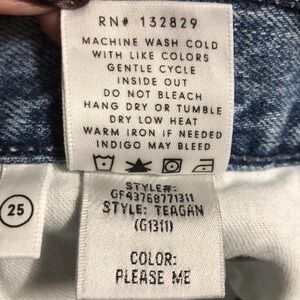 RN# 132829
MACHINE WASH COLD
WITH LIKE COLORS
GENTLE CYCLE
INSIDE OUT
DO NOT BLEACH
HANG DRY OR TUMBLE
DRY LOW HEAT
WARM IRON IF NEEDED
INDIGO MAY BLEED
25
STYLE#:
GF43768771311
STYLE: TEAGAN
(G1311)
COLOR:
PLEASE ME